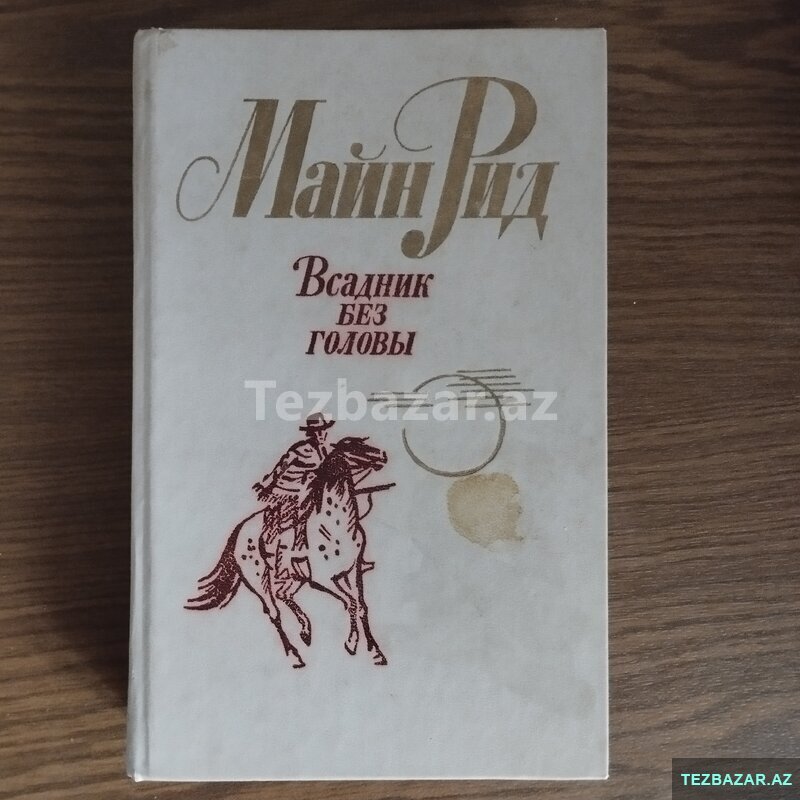 Майн Рид
Всадник
без
головы
Tezbazar.az
TEZBAZAR.AZ